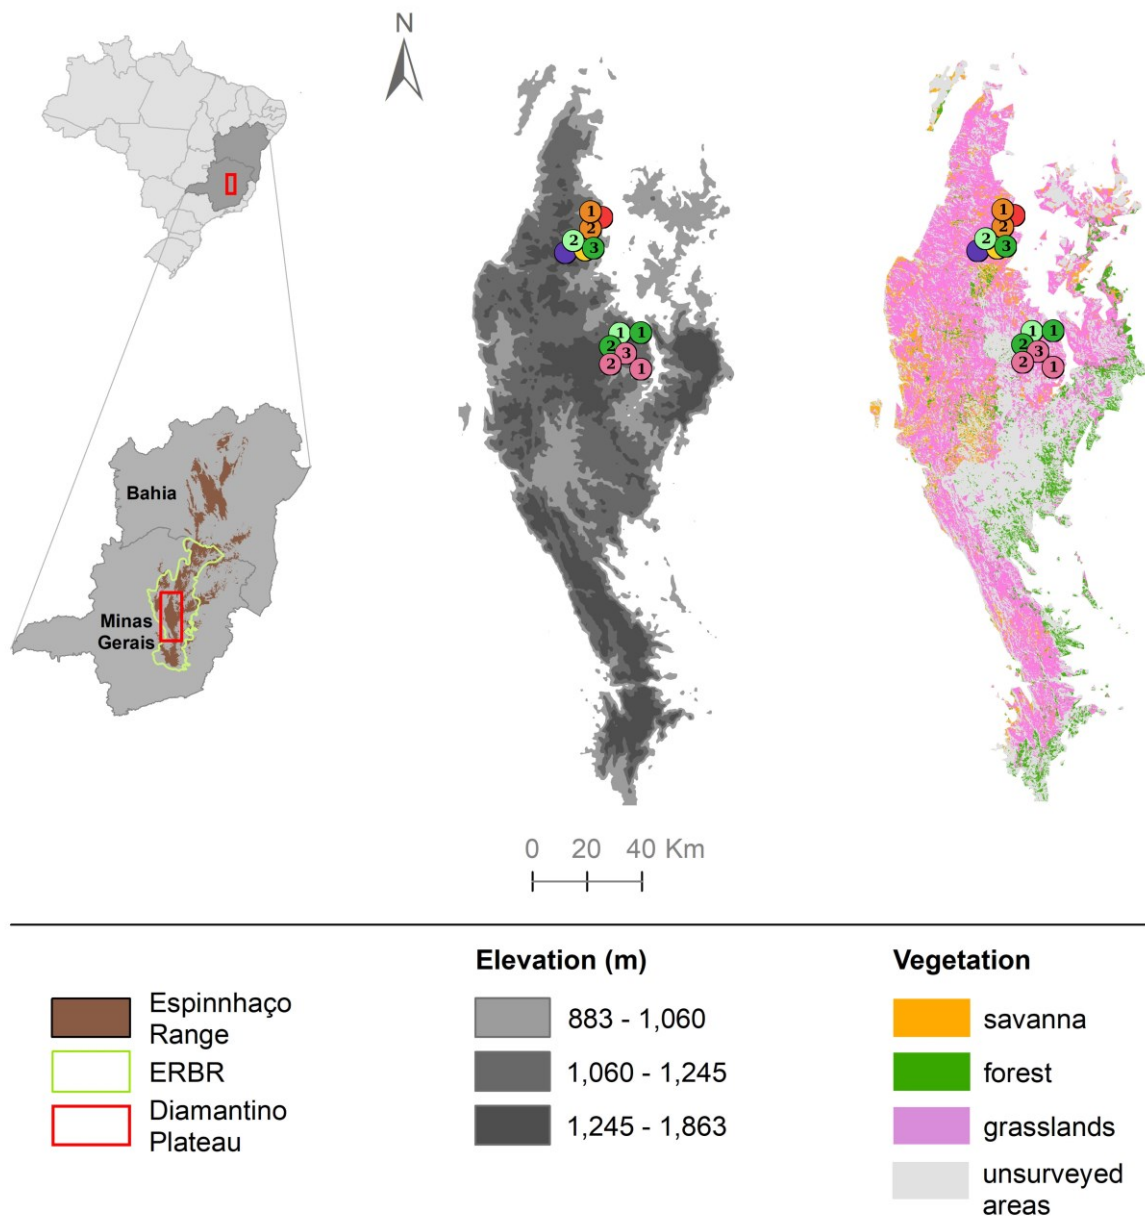 N
1
2
2
3
1
1
2
3
2
1
1
2
2
3
1
1
2
3
2
1
Bahia
Minas
Gerais
0 20 40 Km
Elevation (m)
Vegetation
Espinnhaço
Range
ERBR
Diamantino
Plateau
883 - 1,060
1,060 - 1,245
1,245 - 1,863
savanna
forest
grasslands
unsurveyed
areas